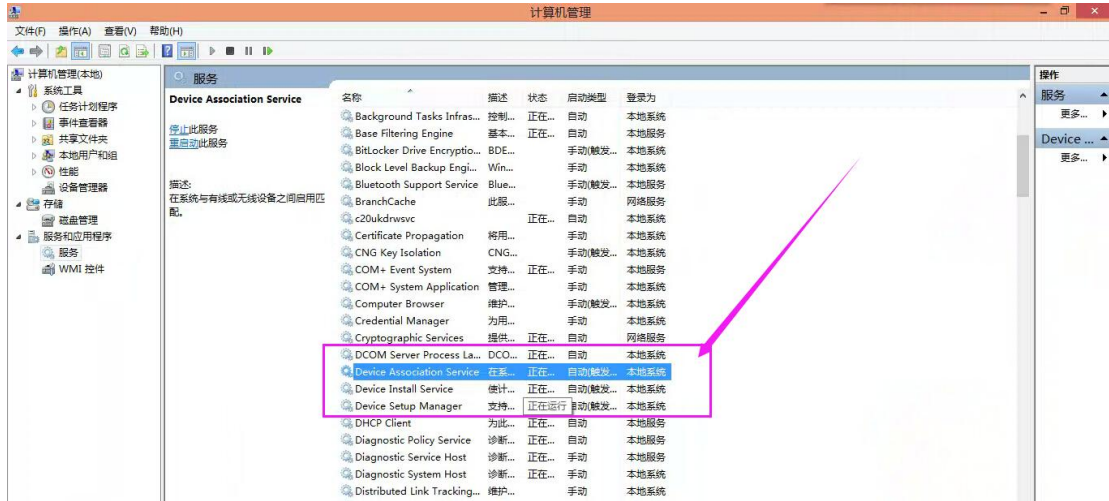 计算机管理
文件(F) 操作(A) 查看(V) 帮助(H)
计算机管理(本地)
系统工具
任务计划程序
事件查看器
共享文件夹
本地用户和组
性能
设备管理器
存储
磁盘管理
服务和应用程序
服务
WMI 控件
服务
Device Association Service
停止此服务
重启动此服务
描述:
在系统与有线或无线设备之间启用匹
配。
名称 描述 状态 启动类型 登录为
Background Tasks Infras... 控制... 正在... 自动 本地系统
Base Filtering Engine 基本... 正在... 自动 本地服务
BitLocker Drive Encryptio... BDE... 手动(触发... 本地系统
Block Level Backup Engi... Win... 手动 本地系统
Bluetooth Support Service Blue... 手动(触发... 本地服务
BranchCache 此服... 手动 网络服务
c20ukdrwsvc 正在... 自动 本地系统
Certificate Propagation 将用... 手动 本地系统
CNG Key Isolation CNG... 手动(触发... 本地系统
COM+ Event System 支持... 正在... 自动 本地服务
COM+ System Application 管理... 手动 本地系统
Computer Browser 维护... 手动(触发... 本地系统
Credential Manager 为用... 手动 本地系统
Cryptographic Services 提供... 正在... 自动 网络服务
DCOM Server Process La... DCO... 正在... 自动 本地系统
Device Association Service 在系... 正在... 自动(触发... 本地系统
Device Install Service 使计... 正在... 自动(触发... 本地系统
Device Setup Manager 支持... 正在运行 自动(触发... 本地系统
DHCP Client 为此... 正在... 自动 本地服务
Diagnostic Policy Service 诊断... 正在... 自动 本地服务
Diagnostic Service Host 诊断... 正在... 手动 本地服务
Diagnostic System Host 诊断... 正在... 手动 本地系统
Distributed Link Tracking... 维护... 手动 本地系统
操作
服务
更多...
Device ...
更多...